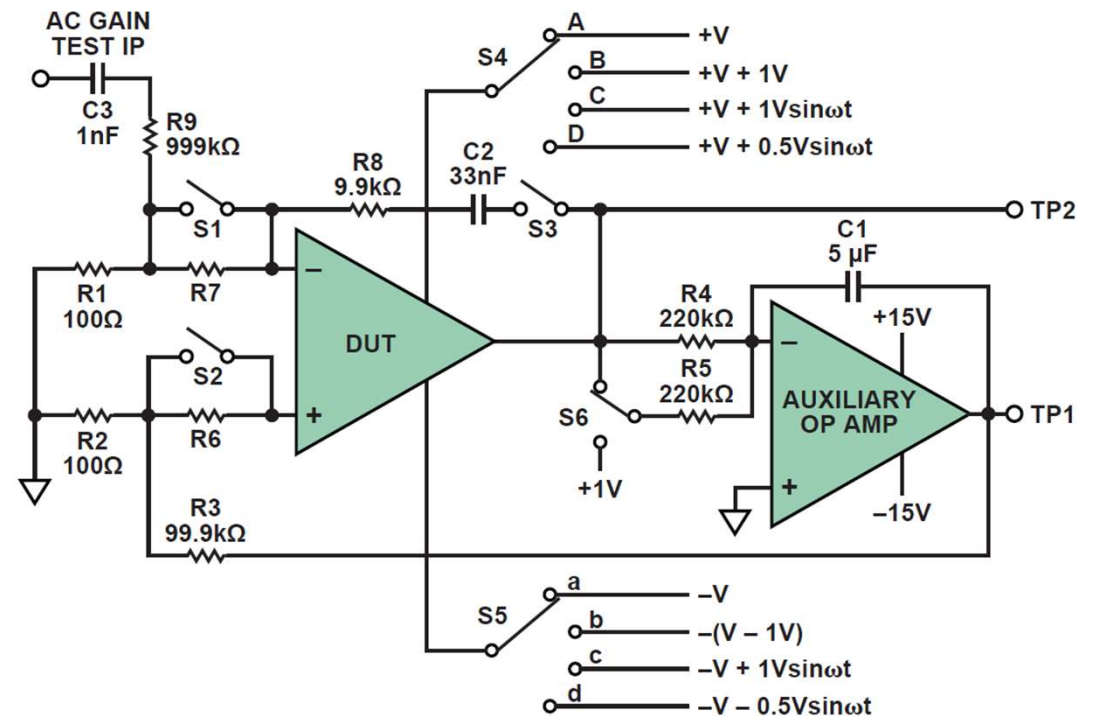 AC GAIN
TEST IP
C3
1nF
R9
999kΩ
S4
A
+V
B
+V + 1V
C
+V + 1Vsinωt
D
+V + 0.5Vsinωt
R8
9.9kΩ
C2
33nF
S1
S3
TP2
R1
100Ω
R7
–
DUT
+
S2
R2
100Ω
R6
R3
99.9kΩ
C1
5 µF
R4
220kΩ
R5
220kΩ
S6
+1V
+15V
–
AUXILIARY
OP AMP
+
–15V
TP1
S5
a
–V
b
–(V – 1V)
c
–V + 1Vsinωt
d
–V – 0.5Vsinωt